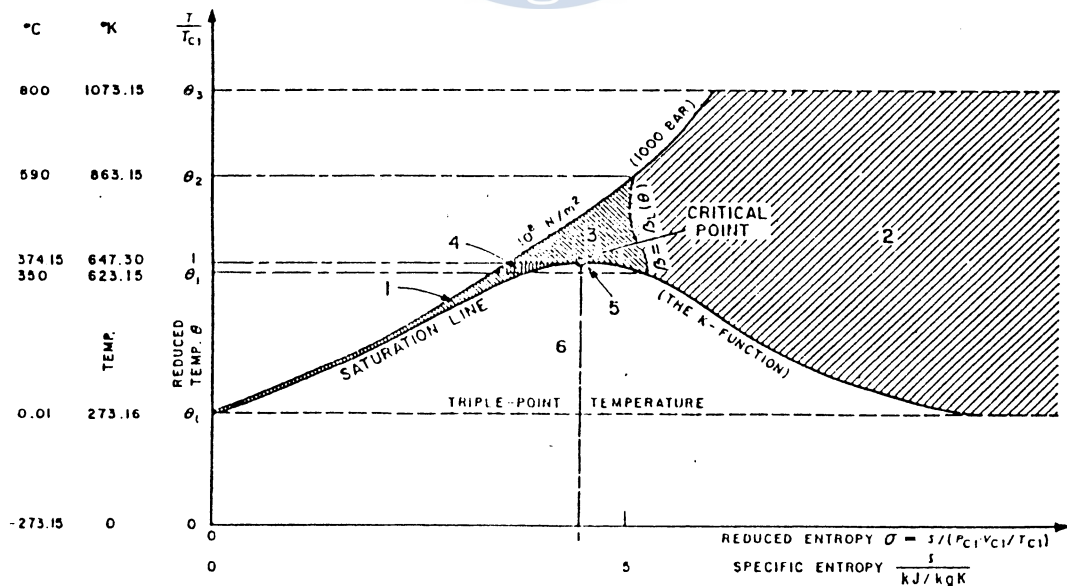 °C °K T/T_C1
800 1073.15 θ3
590 863.15 θ2
374.15 647.30 1
350 623.15 θ1
TEMP.
REDUCED
TEMP. θ
0.01 273.16 θt
-273.15 0 0
(1000 BAR)
10⁸ N/m²
β = βL(θ)
CRITICAL
POINT
4
3
2
1
5
6
SATURATION LINE
(THE K-FUNCTION)
TRIPLE-POINT TEMPERATURE
0 1
REDUCED ENTROPY σ = s/(P_C1·V_C1/T_C1)
0 5
SPECIFIC ENTROPY s / kJ/kgK